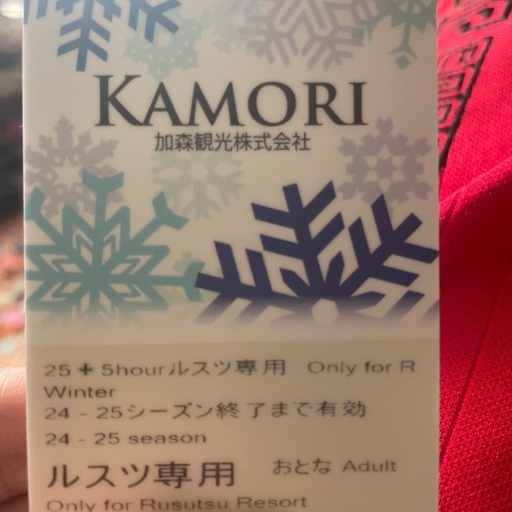 KAMORI
加森観光株式会社
25 + 5hourルスツ専用 Only for R
Winter
24 - 25シーズン終了まで有効
24 - 25 season
ルスツ専用 おとな Adult
Only for Rusutsu Resort